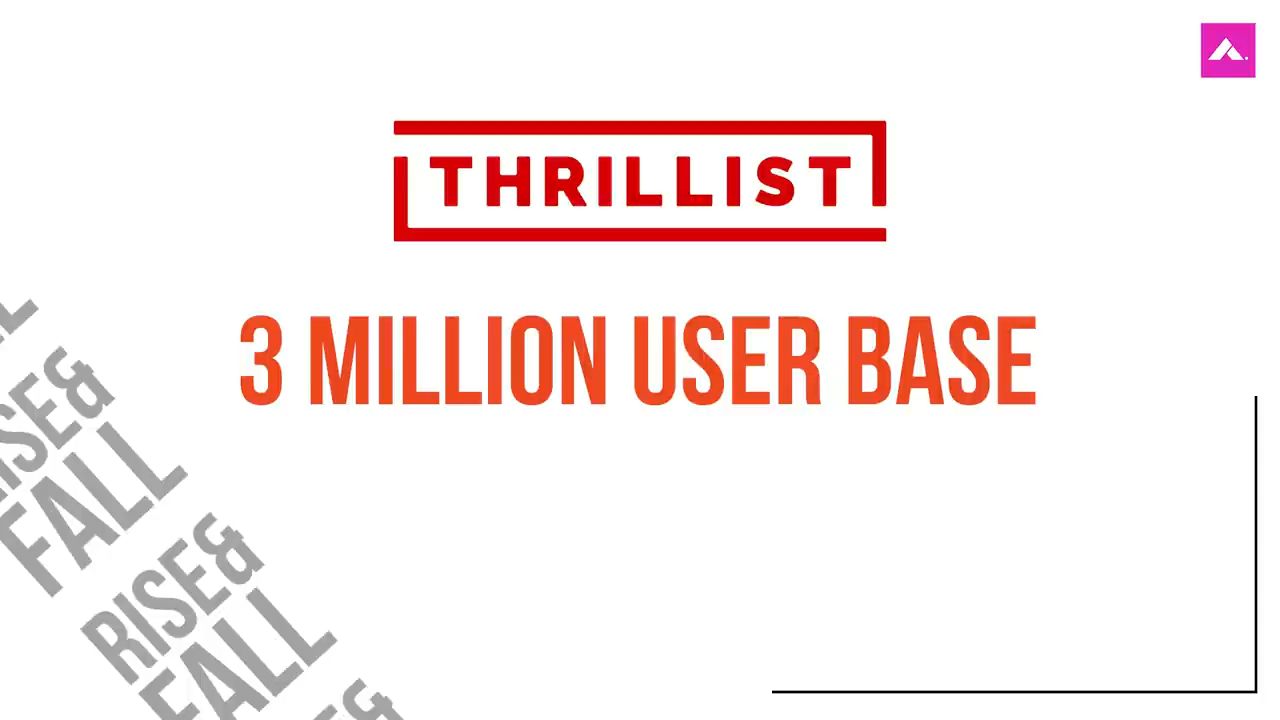 THRILLIST
3 MILLION USER BASE
RISE&
FALL
RISE&
FALL